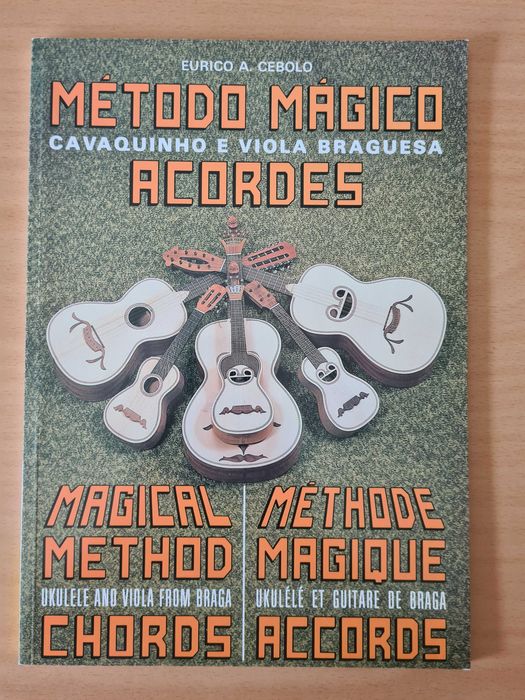 EURICO A. CEBOLO
MÉTODO MÁGICO
CAVAQUINHO E VIOLA BRAGUESA
ACORDES
MAGICAL
METHOD
UKULELE AND VIOLA FROM BRAGA
CHORDS
MÉTHODE
MAGIQUE
UKULÉLÉ ET GUITARE DE BRAGA
ACCORDS